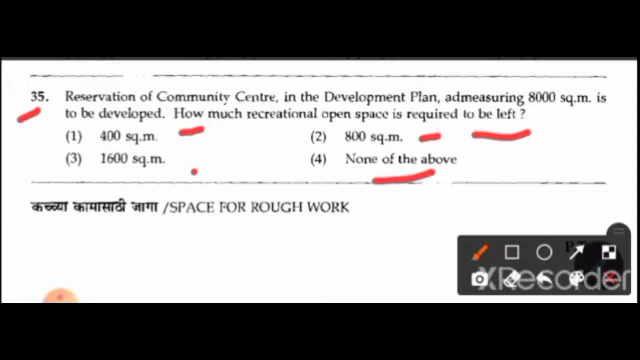 35. Reservation of Community Centre, in the Development Plan, admeasuring 8000 sq.m. is
to be developed. How much recreational open space is required to be left ?
(1) 400 sq.m. (2) 800 sq.m.
(3) 1600 sq.m. (4) None of the above
कच्च्या कामासाठी जागा /SPACE FOR ROUGH WORK
XRecorder